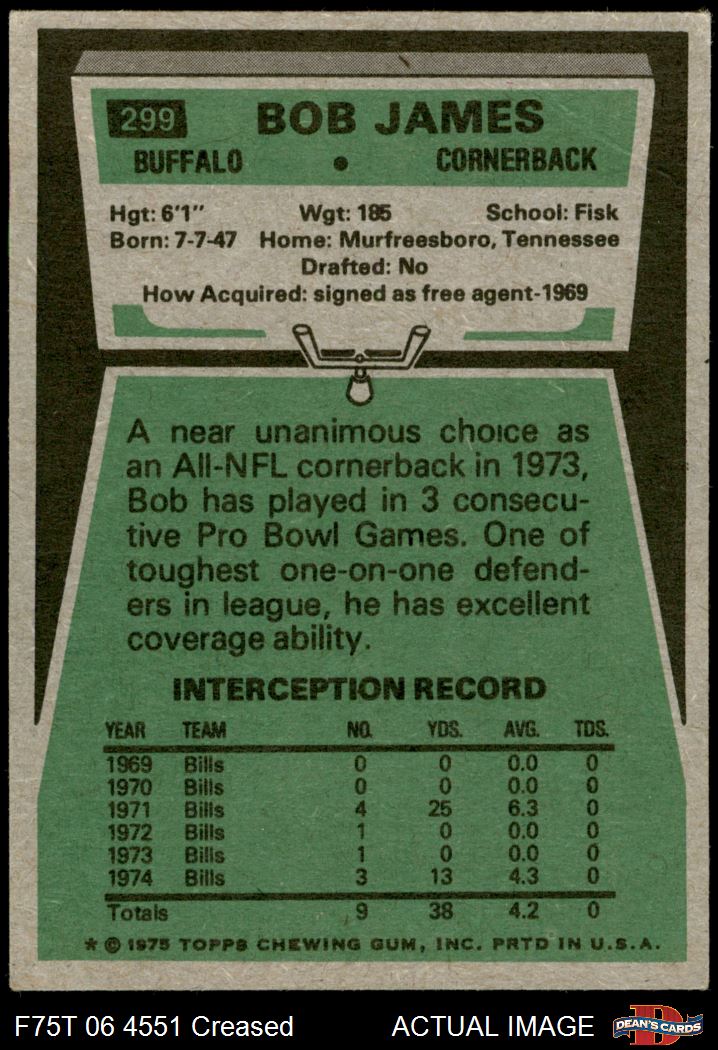 299 BOB JAMES
BUFFALO • CORNERBACK
Hgt: 6'1" Wgt: 185 School: Fisk
Born: 7-7-47 Home: Murfreesboro, Tennessee
Drafted: No
How Acquired: signed as free agent-1969
A near unanimous choice as
an All-NFL cornerback in 1973,
Bob has played in 3 consecu-
tive Pro Bowl Games. One of
toughest one-on-one defend-
ers in league, he has excellent
coverage ability.
INTERCEPTION RECORD
YEAR TEAM NO. YDS. AVG. TDS.
1969 Bills 0 0 0.0 0
1970 Bills 0 0 0.0 0
1971 Bills 4 25 6.3 0
1972 Bills 1 0 0.0 0
1973 Bills 1 0 0.0 0
1974 Bills 3 13 4.3 0
Totals 9 38 4.2 0
* © 1975 TOPPS CHEWING GUM, INC. PRTD IN U.S.A.
F75T 06 4551 Creased ACTUAL IMAGE D DEAN'S CARDS